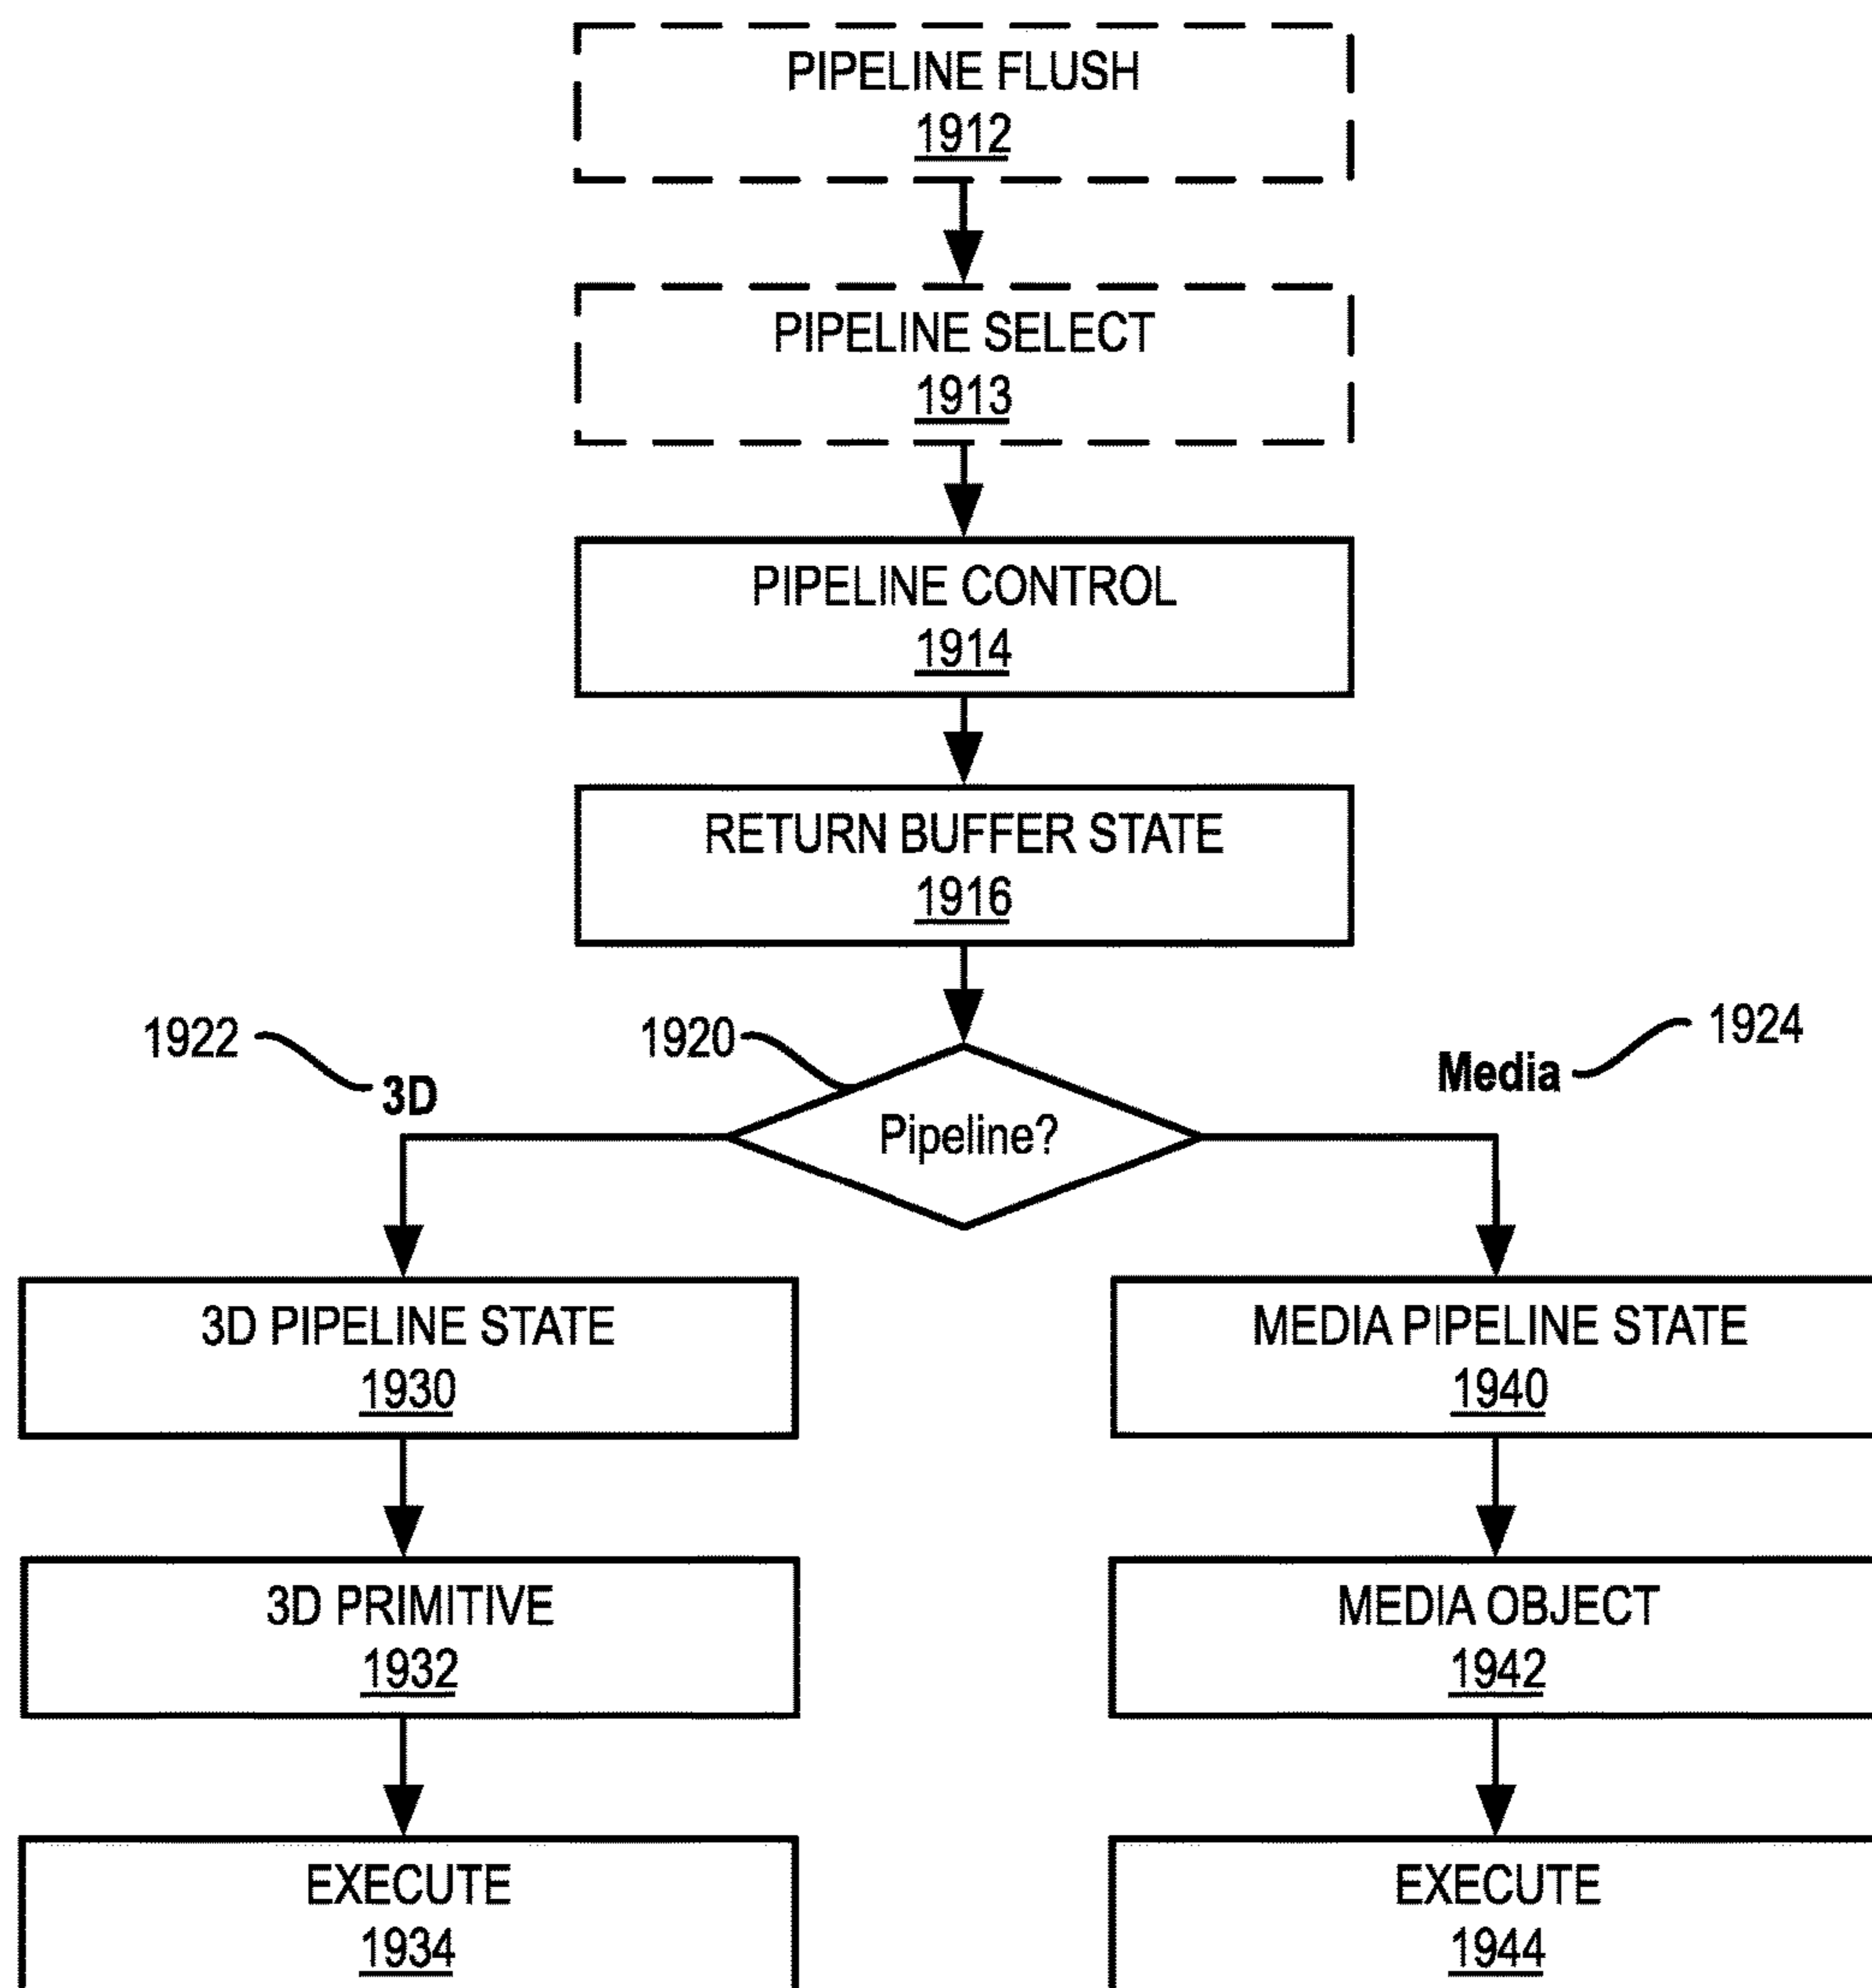 PIPELINE FLUSH
1912
PIPELINE SELECT
1913
PIPELINE CONTROL
1914
RETURN BUFFER STATE
1916
1922
3D
1920
Pipeline?
Media
1924
3D PIPELINE STATE
1930
MEDIA PIPELINE STATE
1940
3D PRIMITIVE
1932
MEDIA OBJECT
1942
EXECUTE
1934
EXECUTE
1944